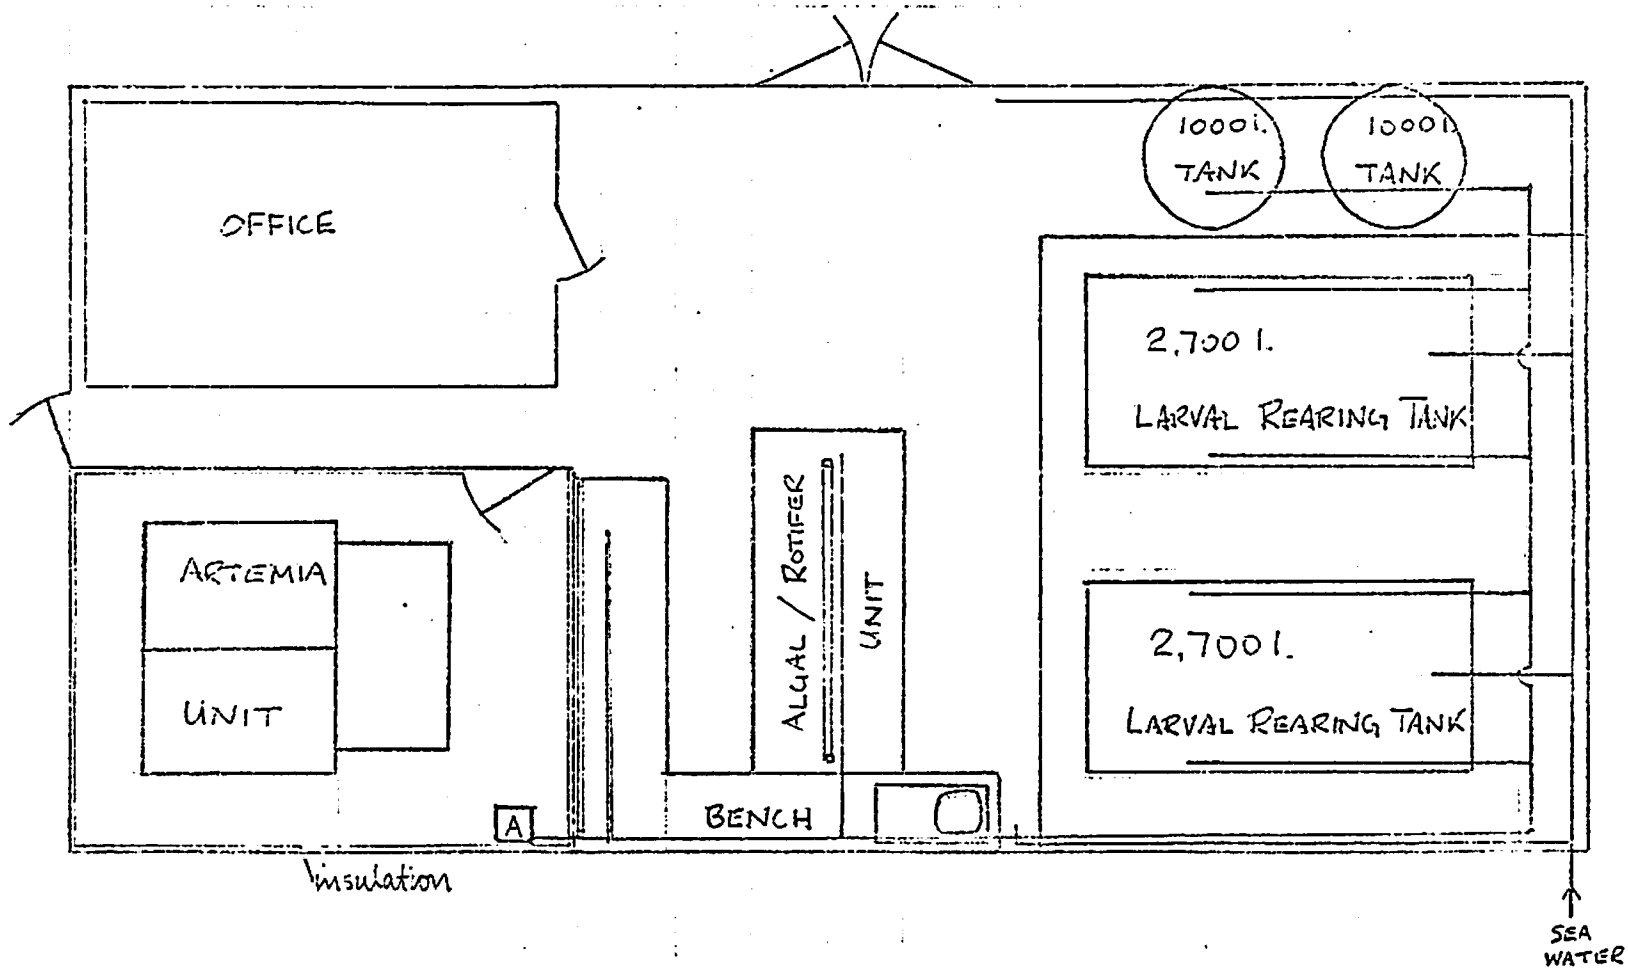 1000l.
TANK
1000l.
TANK
OFFICE
2,700 l.
LARVAL REARING TANK
ALGAL / ROTIFER
UNIT
ARTEMIA
UNIT
2,700 l.
LARVAL REARING TANK
A
BENCH
insulation
SEA
WATER